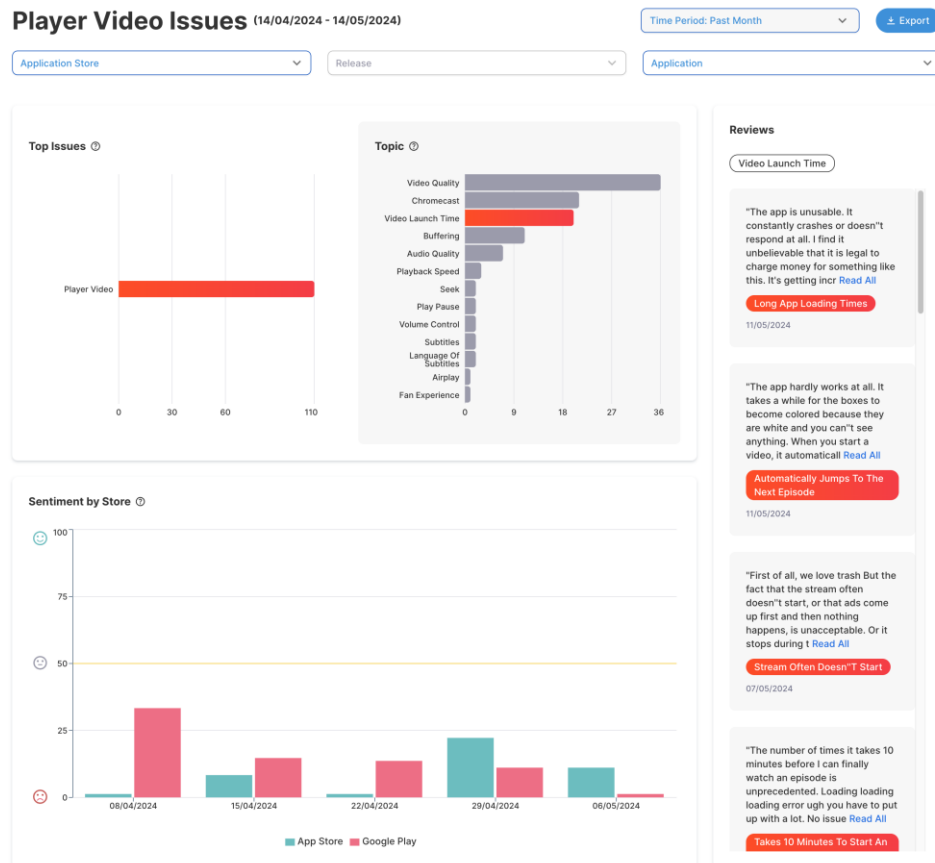 Player Video Issues (14/04/2024 - 14/05/2024)
Time Period: Past Month
Export
Application Store
Release
Application
Top Issues
Player Video
0 30 60 110
Topic
Video Quality
Chromecast
Video Launch Time
Buffering
Audio Quality
Playback Speed
Seek
Play Pause
Volume Control
Subtitles
Language Of
Subtitles
Airplay
Fan Experience
0 9 18 27 36
Sentiment by Store
100
75
50
25
0
08/04/2024 15/04/2024 22/04/2024 29/04/2024 06/05/2024
App Store Google Play
Reviews
Video Launch Time
"The app is unusable. It
constantly crashes or doesn"t
respond at all. I find it
unbelievable that it is legal to
charge money for something like
this. It's getting incr Read All
Long App Loading Times
11/05/2024
"The app hardly works at all. It
takes a while for the boxes to
become colored because they
are white and you can"t see
anything. When you start a
video, it automaticall Read All
Automatically Jumps To The
Next Episode
11/05/2024
"First of all, we love trash But the
fact that the stream often
doesn"t start, or that ads come
up first and then nothing
happens, is unacceptable. Or it
stops during t Read All
Stream Often Doesn"T Start
07/05/2024
"The number of times it takes 10
minutes before I can finally
watch an episode is
unprecedented. Loading loading
loading error ugh you have to put
up with a lot. No issue Read All
Takes 10 Minutes To Start An